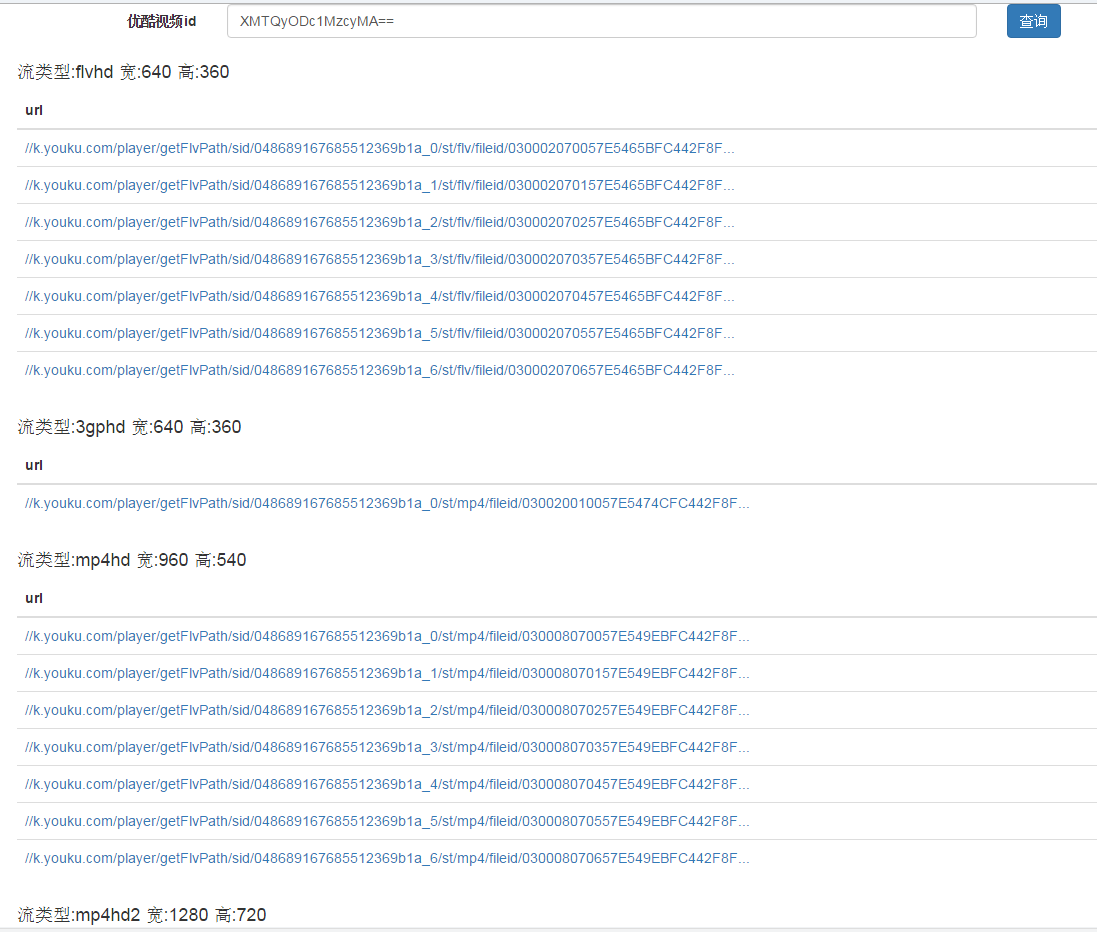 优酷视频id XMTQyODc1MzcyMA== 查询
流类型:flvhd 宽:640 高:360
url
//k.youku.com/player/getFlvPath/sid/048689167685512369b1a_0/st/flv/fileid/030002070057E5465BFC442F8F...
//k.youku.com/player/getFlvPath/sid/048689167685512369b1a_1/st/flv/fileid/030002070157E5465BFC442F8F...
//k.youku.com/player/getFlvPath/sid/048689167685512369b1a_2/st/flv/fileid/030002070257E5465BFC442F8F...
//k.youku.com/player/getFlvPath/sid/048689167685512369b1a_3/st/flv/fileid/030002070357E5465BFC442F8F...
//k.youku.com/player/getFlvPath/sid/048689167685512369b1a_4/st/flv/fileid/030002070457E5465BFC442F8F...
//k.youku.com/player/getFlvPath/sid/048689167685512369b1a_5/st/flv/fileid/030002070557E5465BFC442F8F...
//k.youku.com/player/getFlvPath/sid/048689167685512369b1a_6/st/flv/fileid/030002070657E5465BFC442F8F...
流类型:3gphd 宽:640 高:360
url
//k.youku.com/player/getFlvPath/sid/048689167685512369b1a_0/st/mp4/fileid/030020010057E5474CFC442F8F...
流类型:mp4hd 宽:960 高:540
url
//k.youku.com/player/getFlvPath/sid/048689167685512369b1a_0/st/mp4/fileid/030008070057E549EBFC442F8F...
//k.youku.com/player/getFlvPath/sid/048689167685512369b1a_1/st/mp4/fileid/030008070157E549EBFC442F8F...
//k.youku.com/player/getFlvPath/sid/048689167685512369b1a_2/st/mp4/fileid/030008070257E549EBFC442F8F...
//k.youku.com/player/getFlvPath/sid/048689167685512369b1a_3/st/mp4/fileid/030008070357E549EBFC442F8F...
//k.youku.com/player/getFlvPath/sid/048689167685512369b1a_4/st/mp4/fileid/030008070457E549EBFC442F8F...
//k.youku.com/player/getFlvPath/sid/048689167685512369b1a_5/st/mp4/fileid/030008070557E549EBFC442F8F...
//k.youku.com/player/getFlvPath/sid/048689167685512369b1a_6/st/mp4/fileid/030008070657E549EBFC442F8F...
流类型:mp4hd2 宽:1280 高:720